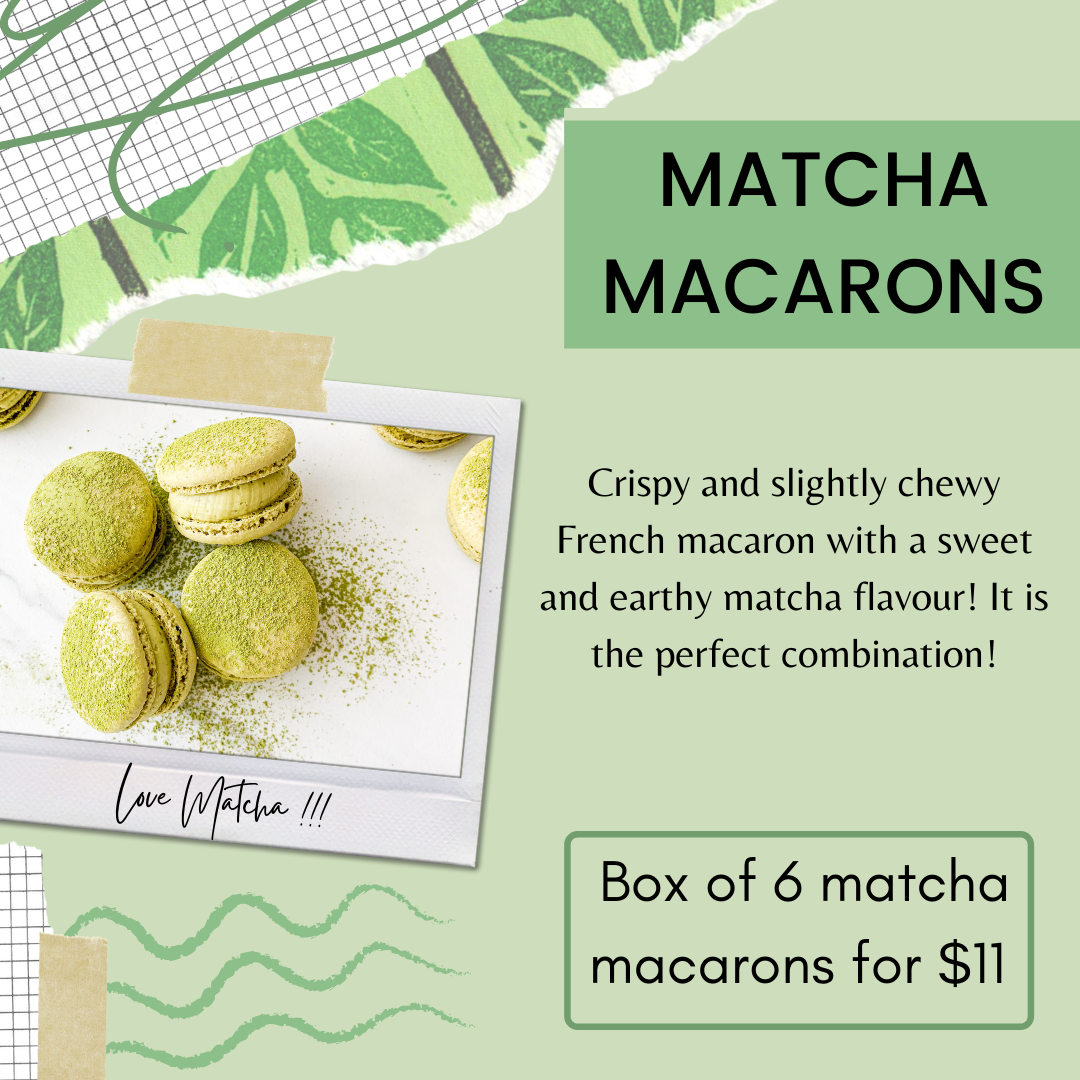 MATCHA
MACARONS
Crispy and slightly chewy
French macaron with a sweet
and earthy matcha flavour! It is
the perfect combination!
Love Matcha !!!
Box of 6 matcha
macarons for $11